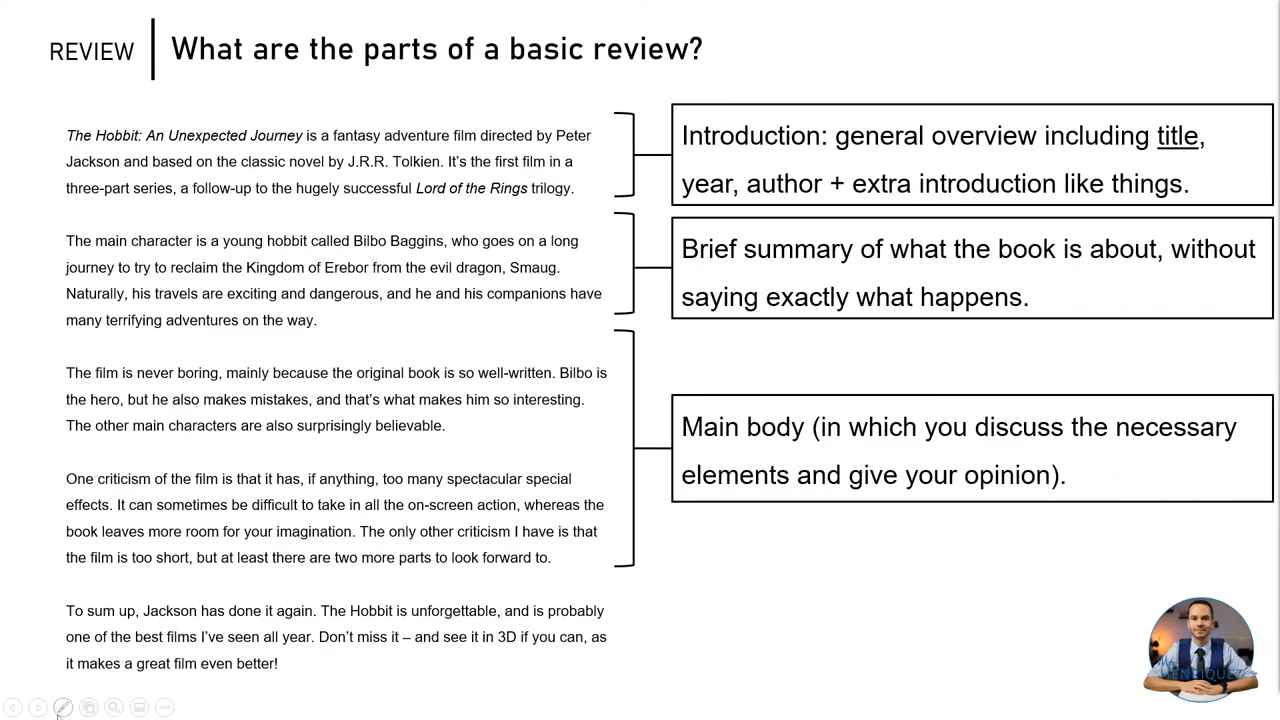 REVIEW
What are the parts of a basic review?
The Hobbit: An Unexpected Journey is a fantasy adventure film directed by Peter
Jackson and based on the classic novel by J.R.R. Tolkien. It’s the first film in a
three-part series, a follow-up to the hugely successful Lord of the Rings trilogy.
The main character is a young hobbit called Bilbo Baggins, who goes on a long
journey to try to reclaim the Kingdom of Erebor from the evil dragon, Smaug.
Naturally, his travels are exciting and dangerous, and he and his companions have
many terrifying adventures on the way.
The film is never boring, mainly because the original book is so well-written. Bilbo is
the hero, but he also makes mistakes, and that’s what makes him so interesting.
The other main characters are also surprisingly believable.
One criticism of the film is that it has, if anything, too many spectacular special
effects. It can sometimes be difficult to take in all the on-screen action, whereas the
book leaves more room for your imagination. The only other criticism I have is that
the film is too short, but at least there are two more parts to look forward to.
To sum up, Jackson has done it again. The Hobbit is unforgettable, and is probably
one of the best films I’ve seen all year. Don’t miss it – and see it in 3D if you can, as
it makes a great film even better!
Introduction: general overview including title,
year, author + extra introduction like things.
Brief summary of what the book is about, without
saying exactly what happens.
Main body (in which you discuss the necessary
elements and give your opinion).